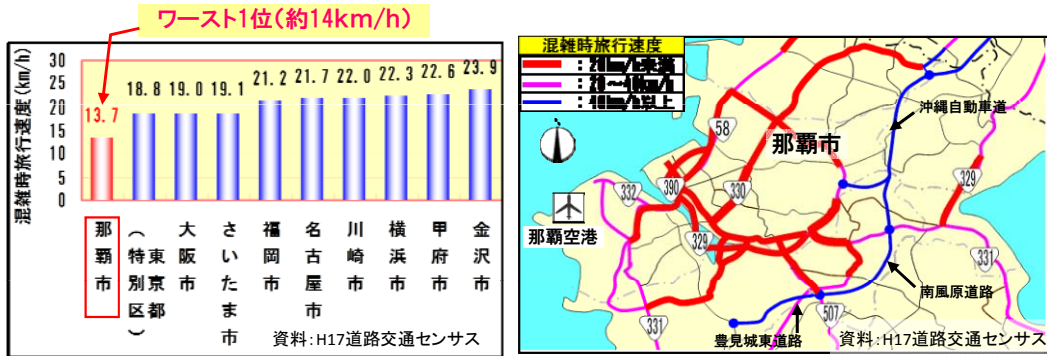 ワースト1位(約14km/h)
混雑時旅行速度(km/h)
30
25
20
15
10
5
0
13.7
18.8
19.0
19.1
21.2
21.7
22.0
22.3
22.6
23.9
那覇市
東京都
(特別区)
大阪市
さいたま市
福岡市
名古屋市
川崎市
横浜市
甲府市
金沢市
資料:H17道路交通センサス
混雑時旅行速度
:20km/h未満
:20~40km/h
:40km/h以上
沖縄自動車道
58
那覇市
329
390
330
332
那覇空港
329
331
南風原道路
331
507
豊見城東道路
資料:H17道路交通センサス